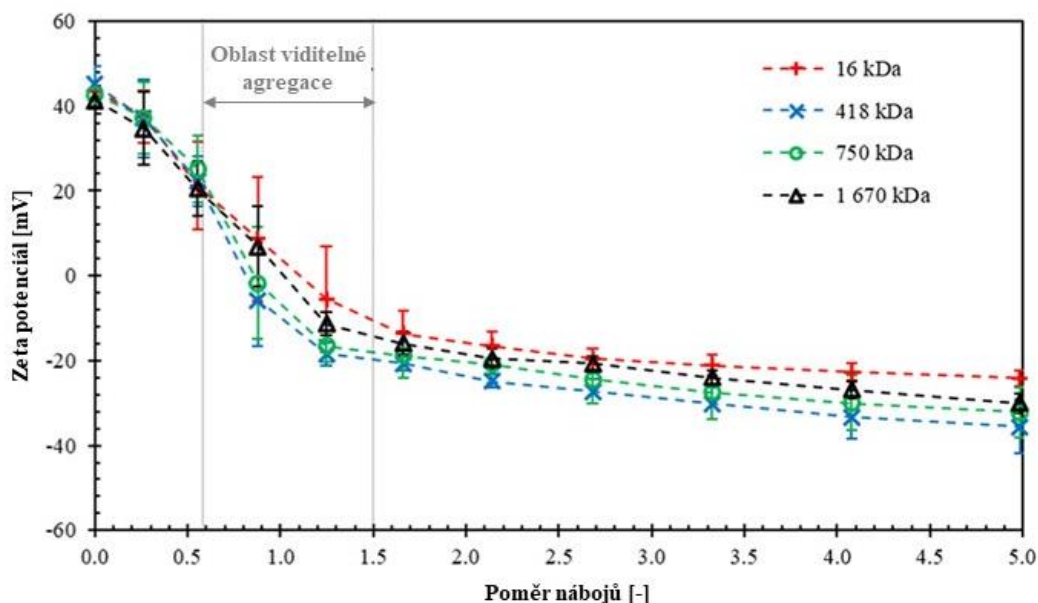 60
40
20
0
-20
-40
-60
Zeta potenciál [mV]
Oblast viditelné
agregace
16 kDa
418 kDa
750 kDa
1 670 kDa
0.0 0.5 1.0 1.5 2.0 2.5 3.0 3.5 4.0 4.5 5.0
Poměr nábojů [-]